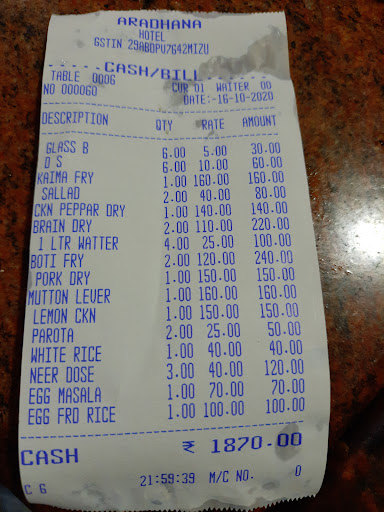 ARADHANA
HOTEL
GSTIN 29ABOPV7642M1ZU
CASH/BILL
TABLE 0006 CUR 01 WAITER 00
NO 000060 DATE:-16-10-2020
DESCRIPTION QTY RATE AMOUNT
GLASS B 6.00 5.00 30.00
D S 6.00 10.00 60.00
KAIMA FRY 1.00 160.00 160.00
SALLAD 2.00 40.00 80.00
CKN PEPPAR DRY 1.00 140.00 140.00
BRAIN DRY 2.00 110.00 220.00
1 LTR WATTER 4.00 25.00 100.00
BOTI FRY 2.00 120.00 240.00
PORK DRY 1.00 150.00 150.00
MUTTON LEVER 1.00 160.00 160.00
LEMON CKN 1.00 150.00 150.00
PAROTA 2.00 25.00 50.00
WHITE RICE 1.00 40.00 40.00
NEER DOSE 3.00 40.00 120.00
EGG MASALA 1.00 70.00 70.00
EGG FRD RICE 1.00 100.00 100.00
CASH ₹ 1870.00
C 6 21:59:39 M/C NO. 0